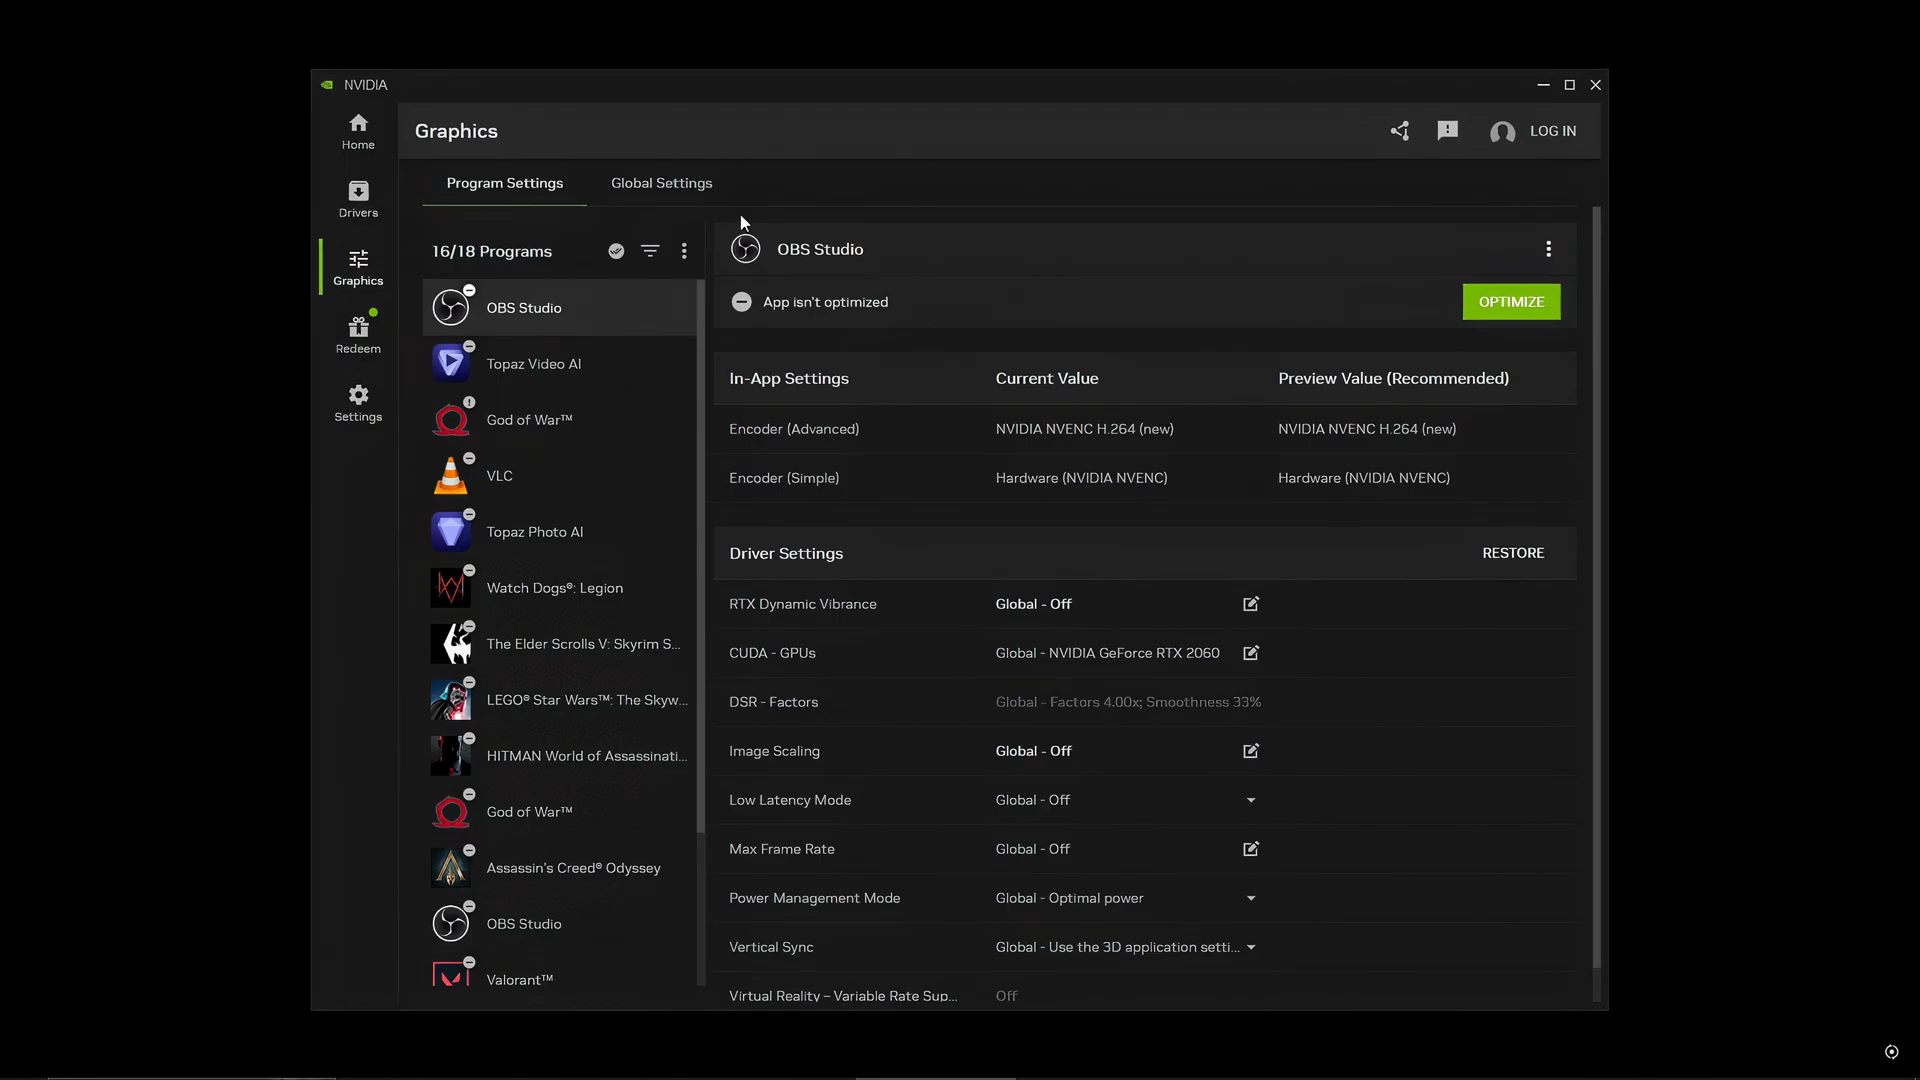 NVIDIA
Home
Drivers
Graphics
Redeem
Settings
Graphics
LOG IN
Program Settings
Global Settings
16/18 Programs
OBS Studio
Topaz Video AI
God of War™
VLC
Topaz Photo AI
Watch Dogs®: Legion
The Elder Scrolls V: Skyrim S...
LEGO® Star Wars™: The Skyw...
HITMAN World of Assassinati...
God of War™
Assassin's Creed® Odyssey
OBS Studio
Valorant™
OBS Studio
App isn't optimized
OPTIMIZE
In-App Settings Current Value Preview Value (Recommended)
Encoder (Advanced) NVIDIA NVENC H.264 (new) NVIDIA NVENC H.264 (new)
Encoder (Simple) Hardware (NVIDIA NVENC) Hardware (NVIDIA NVENC)
Driver Settings RESTORE
RTX Dynamic Vibrance Global - Off
CUDA - GPUs Global - NVIDIA GeForce RTX 2060
DSR - Factors Global - Factors 4.00x; Smoothness 33%
Image Scaling Global - Off
Low Latency Mode Global - Off
Max Frame Rate Global - Off
Power Management Mode Global - Optimal power
Vertical Sync Global - Use the 3D application setti...
Virtual Reality – Variable Rate Sup... Off